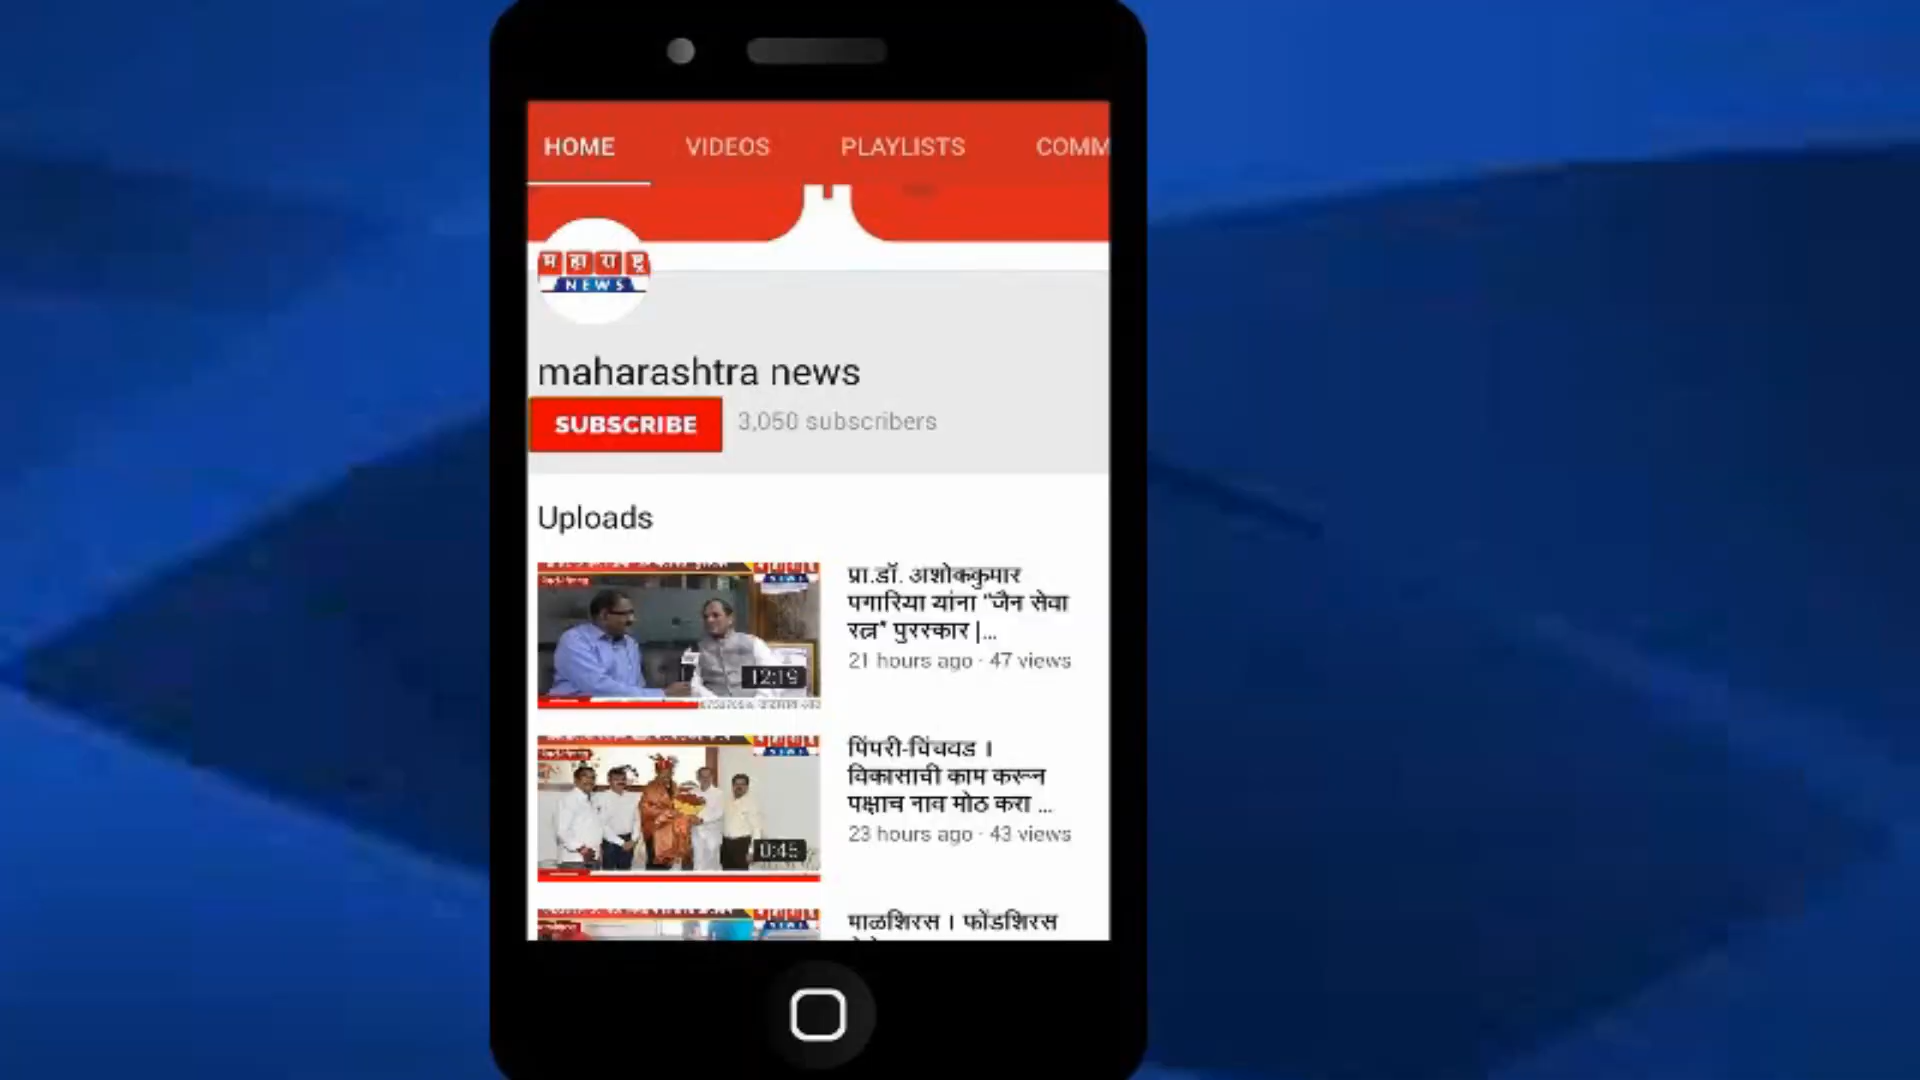 HOME VIDEOS PLAYLISTS COMM
म हा रा ष्ट्र
NEWS
maharashtra news
SUBSCRIBE 3,050 subscribers
Uploads
प्रा.डॉ. अशोककुमार
पगारिया यांना "जैन सेवा
रत्न" पुरस्कार |...
21 hours ago · 47 views
12:19
पिंपरी-चिंचवड ।
विकासाची काम करून
पक्षाच नाव मोठ करा ...
23 hours ago · 43 views
0:45
माळशिरस । फोंडशिरस